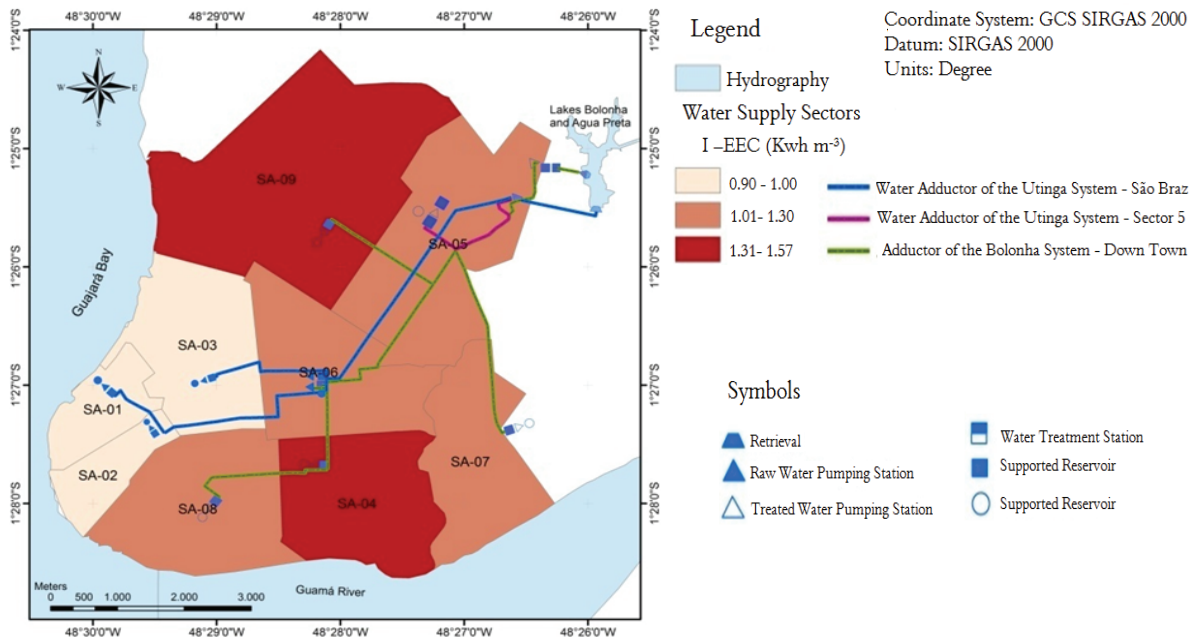 48°30'0"W 48°29'0"W 48°28'0"W 48°27'0"W 48°26'0"W
1°24'0"S 1°24'0"S
N
W E
S
Lakes Bolonha
and Agua Preta
1°25'0"S 1°25'0"S
SA-09
SA-05
1°26'0"S 1°26'0"S
Guajará Bay
SA-03
SA-06
1°27'0"S 1°27'0"S
SA-01
SA-02
SA-07
SA-08
SA-04
1°28'0"S 1°28'0"S
Meters
0 500 1.000 2.000 3.000
Guamá River
48°30'0"W 48°29'0"W 48°28'0"W 48°27'0"W 48°26'0"W
Legend
Coordinate System: GCS SIRGAS 2000
Datum: SIRGAS 2000
Units: Degree
Hydrography
Water Supply Sectors
I –EEC (Kwh m⁻³)
0.90 - 1.00
1.01- 1.30
1.31- 1.57
Water Adductor of the Utinga System - São Braz
Water Adductor of the Utinga System - Sector 5
Adductor of the Bolonha System - Down Town
Symbols
Retrieval
Raw Water Pumping Station
Treated Water Pumping Station
Water Treatment Station
Supported Reservoir
Supported Reservoir